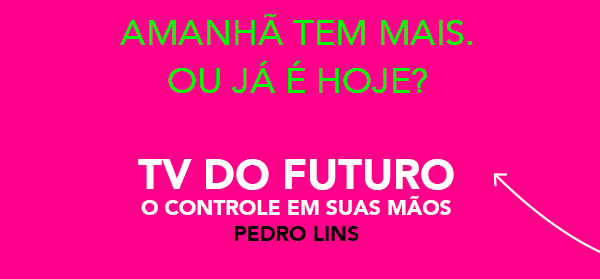 AMANHÃ TEM MAIS.
OU JÁ É HOJE?
TV DO FUTURO
O CONTROLE EM SUAS MÃOS
PEDRO LINS